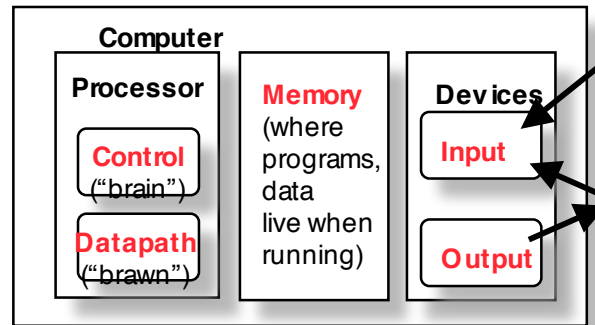 Computer
Processor
Control
(“brain”)
Datapath
(“brawn”)
Memory
(where
programs,
data
live when
running)
Devices
Input
Output